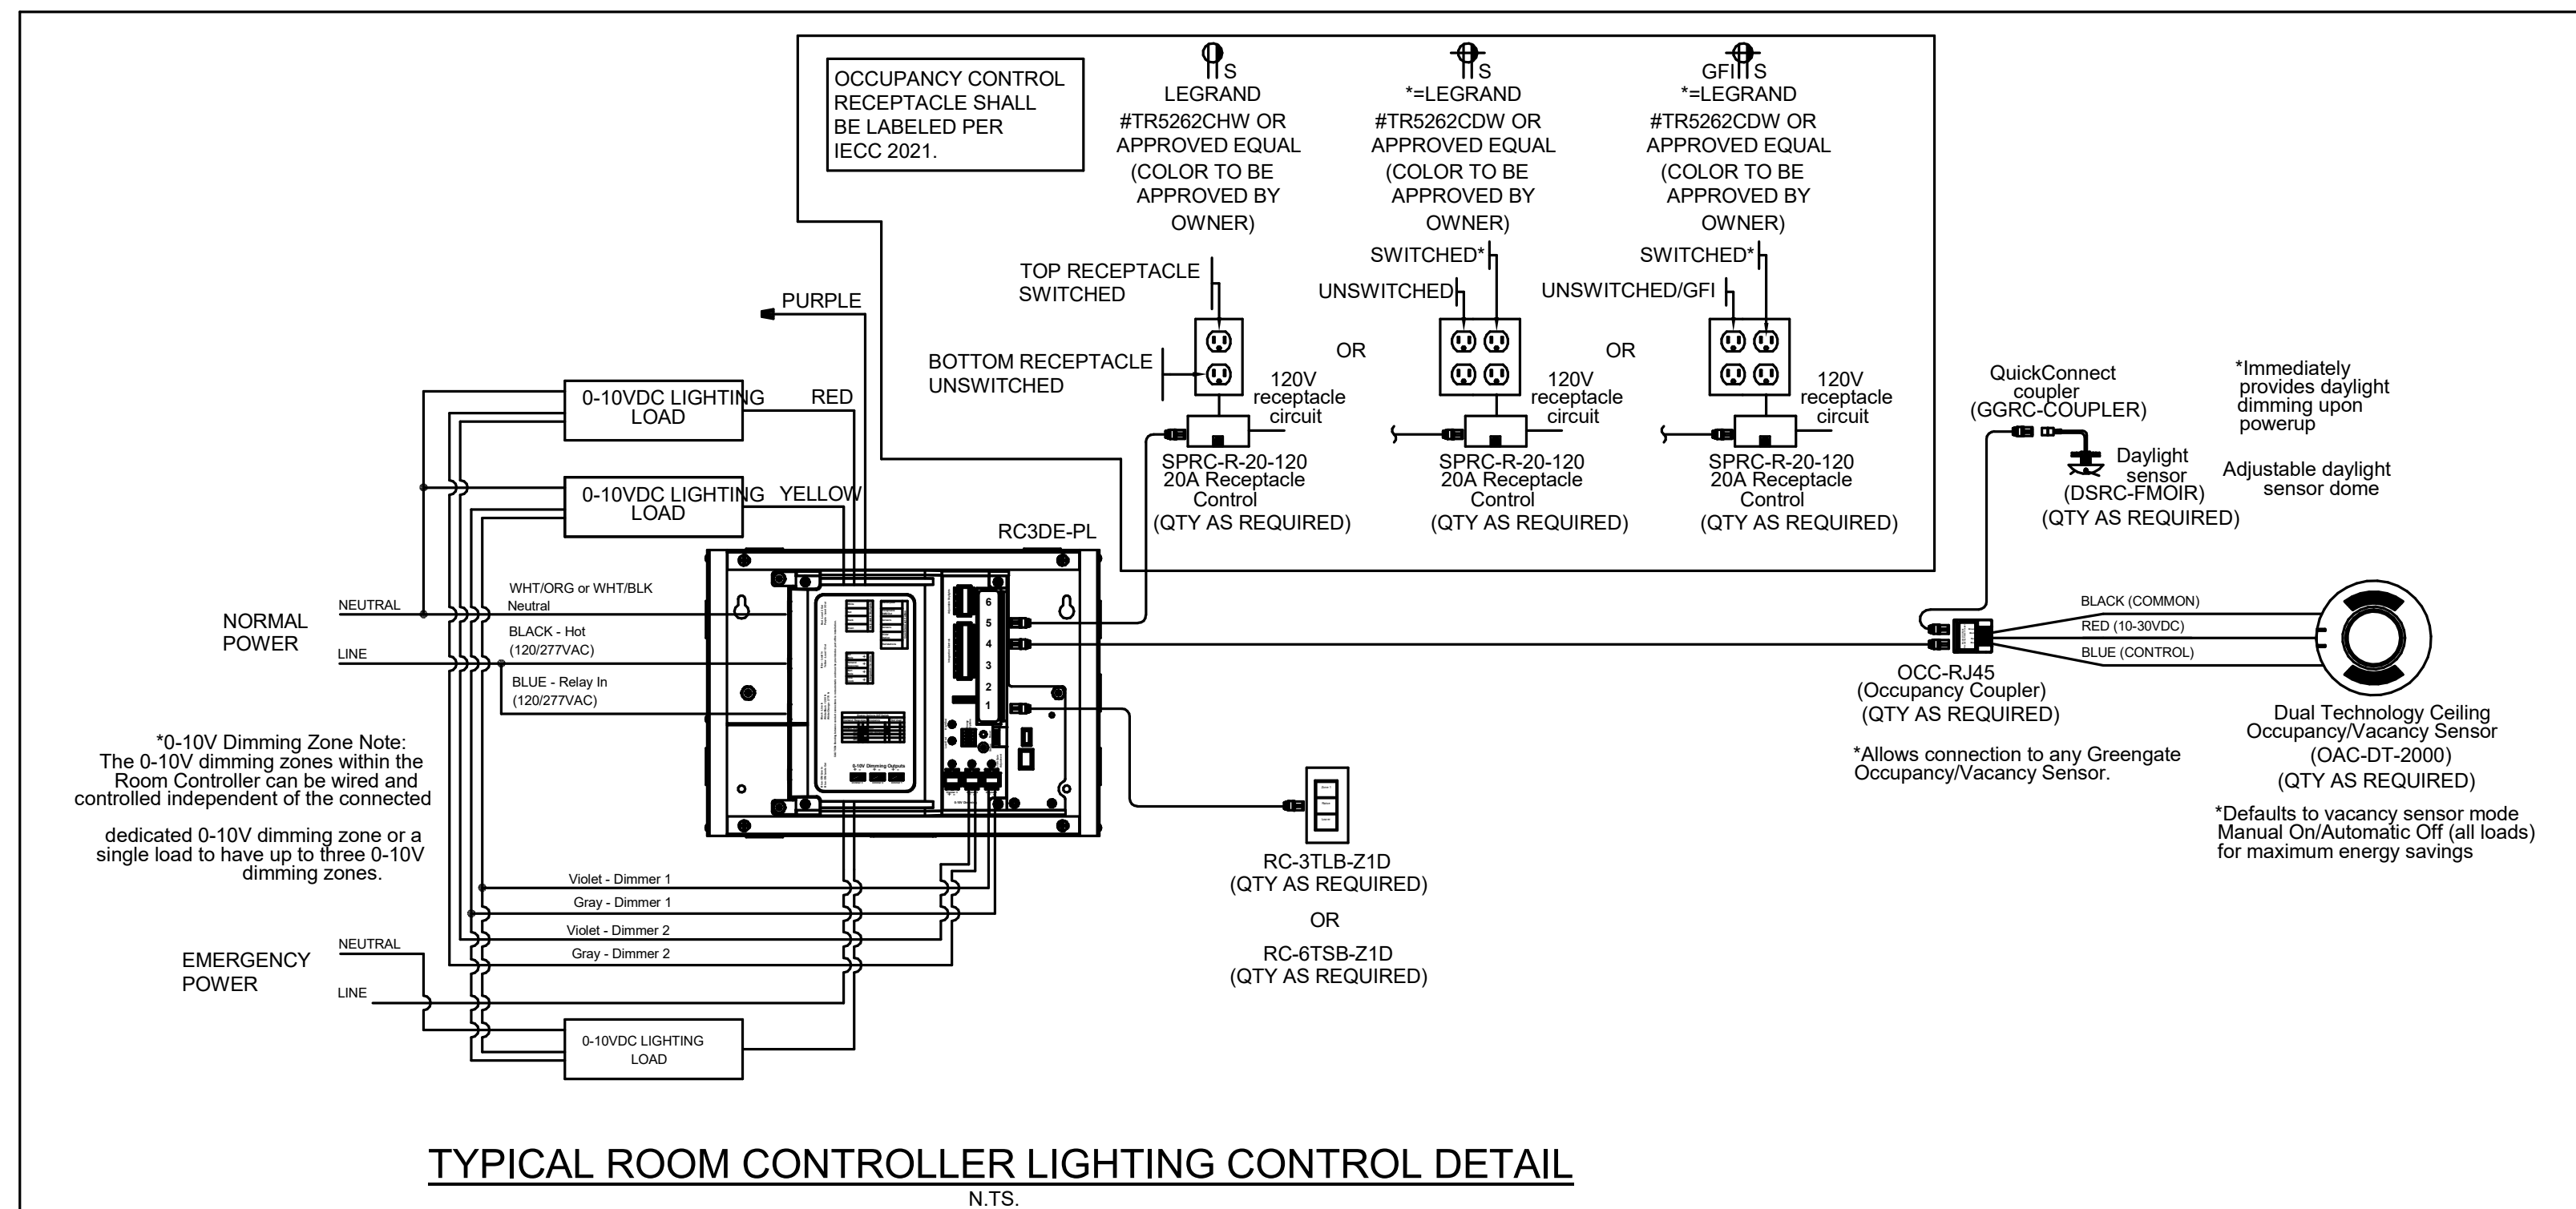 OCCUPANCY CONTROL
RECEPTACLE SHALL
BE LABELED PER
IECC 2021.
S
LEGRAND
#TR5262CHW OR
APPROVED EQUAL
(COLOR TO BE
APPROVED BY
OWNER)
S
*=LEGRAND
#TR5262CDW OR
APPROVED EQUAL
(COLOR TO BE
APPROVED BY
OWNER)
GFI S
*=LEGRAND
#TR5262CDW OR
APPROVED EQUAL
(COLOR TO BE
APPROVED BY
OWNER)
TOP RECEPTACLE
SWITCHED
BOTTOM RECEPTACLE
UNSWITCHED
SWITCHED*
UNSWITCHED
SWITCHED*
UNSWITCHED/GFI
OR
OR
120V
receptacle
circuit
120V
receptacle
circuit
120V
receptacle
circuit
SPRC-R-20-120
20A Receptacle
Control
(QTY AS REQUIRED)
SPRC-R-20-120
20A Receptacle
Control
(QTY AS REQUIRED)
SPRC-R-20-120
20A Receptacle
Control
(QTY AS REQUIRED)
PURPLE
0-10VDC LIGHTING
LOAD
RED
0-10VDC LIGHTING
LOAD
YELLOW
RC3DE-PL
QuickConnect
coupler
(GGRC-COUPLER)
*Immediately
provides daylight
dimming upon
powerup
Daylight
sensor
(DSRC-FMOIR)
(QTY AS REQUIRED)
Adjustable daylight
sensor dome
NORMAL
POWER
NEUTRAL
LINE
WHT/ORG or WHT/BLK
Neutral
BLACK - Hot
(120/277VAC)
BLUE - Relay In
(120/277VAC)
6
5
4
3
2
1
0-10V Dimming Outputs
BLACK (COMMON)
RED (10-30VDC)
BLUE (CONTROL)
OCC-RJ45
(Occupancy Coupler)
(QTY AS REQUIRED)
*Allows connection to any Greengate
Occupancy/Vacancy Sensor.
Dual Technology Ceiling
Occupancy/Vacancy Sensor
(OAC-DT-2000)
(QTY AS REQUIRED)
*Defaults to vacancy sensor mode
Manual On/Automatic Off (all loads)
for maximum energy savings
*0-10V Dimming Zone Note:
The 0-10V dimming zones within the
Room Controller can be wired and
controlled independent of the connected
dedicated 0-10V dimming zone or a
single load to have up to three 0-10V
dimming zones.
Violet - Dimmer 1
Gray - Dimmer 1
Violet - Dimmer 2
Gray - Dimmer 2
RC-3TLB-Z1D
(QTY AS REQUIRED)
OR
RC-6TSB-Z1D
(QTY AS REQUIRED)
EMERGENCY
POWER
NEUTRAL
LINE
0-10VDC LIGHTING
LOAD
TYPICAL ROOM CONTROLLER LIGHTING CONTROL DETAIL
N.TS.